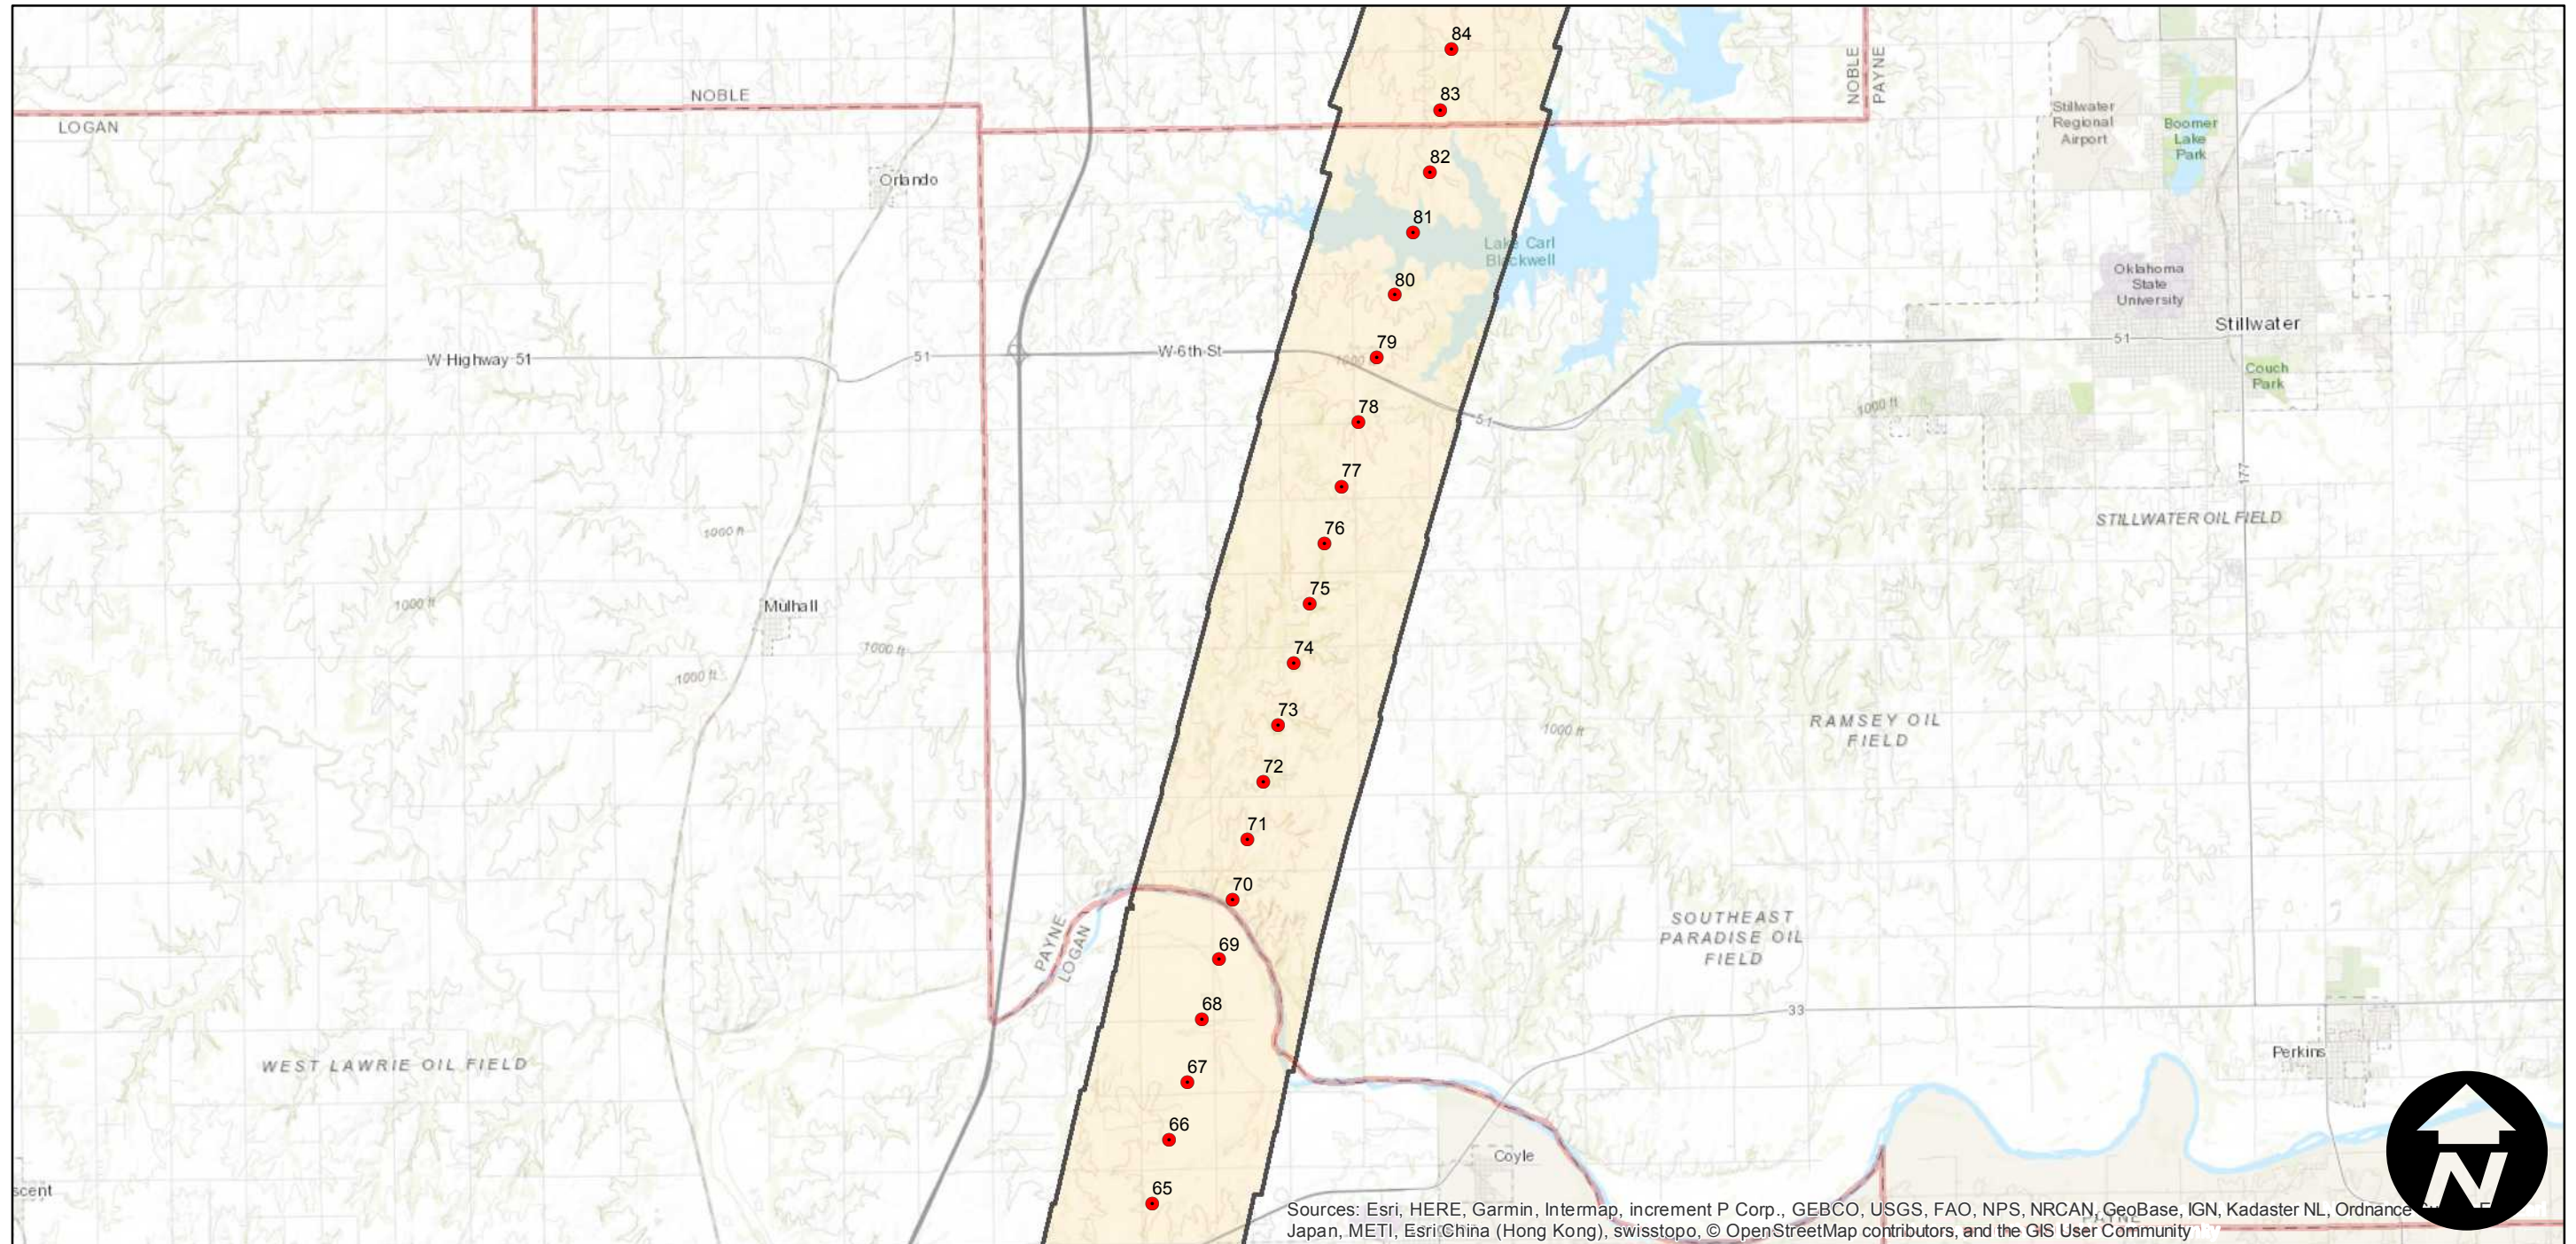 84
NOBLE
PAYNE
NOBLE
83
LOGAN
Stillwater
Regional
Airport
Boomer
Lake
Park
82
Orlando
81
Lake Carl
Blackwell
Oklahoma
State
University
80
Stillwater
79
W Highway 51
51
W 6th St
1000
51
Couch
Park
78
51
1000 ft
77
177
STILLWATER OIL FIELD
76
1000 ft
75
1000 ft
Mulhall
1000 ft
74
1000 ft
73
RAMSEY OIL
FIELD
1000 ft
72
71
70
SOUTHEAST
PARADISE OIL
FIELD
PAYNE
LOGAN
69
68
33
WEST LAWRIE OIL FIELD
Perkins
67
66
Coyle
N
scent
65
PAYNE
Sources: Esri, HERE, Garmin, Intermap, increment P Corp., GEBCO, USGS, FAO, NPS, NRCAN, GeoBase, IGN, Kadaster NL, Ordnance
Japan, METI, Esri China (Hong Kong), swisstopo, © OpenStreetMap contributors, and the GIS User Community